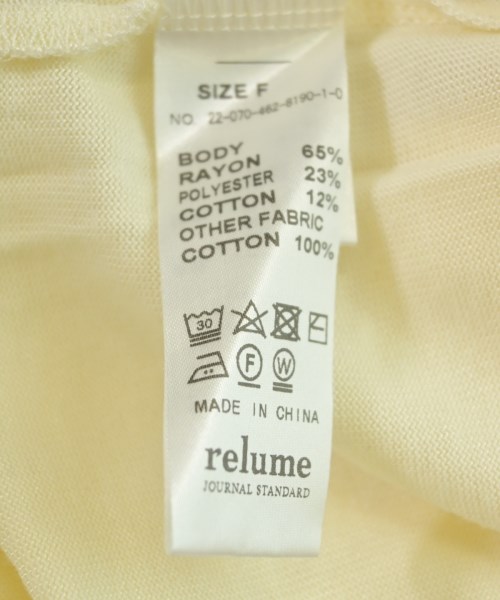 SIZE F
NO 22-070-462-8190-1-0
BODY
RAYON 65%
POLYESTER 23%
COTTON 12%
OTHER FABRIC
COTTON 100%
30
F W
MADE IN CHINA
relume
JOURNAL STANDARD